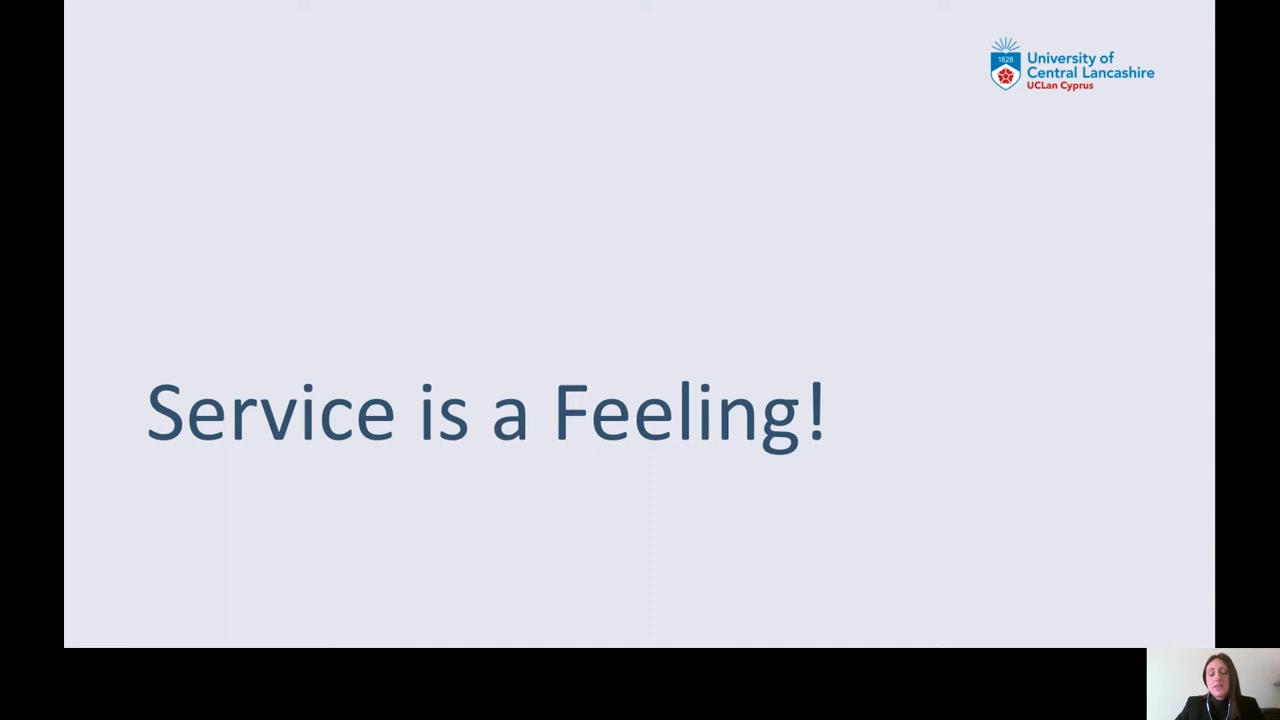 1828
University of
Central Lancashire
UCLan Cyprus
Service is a Feeling!